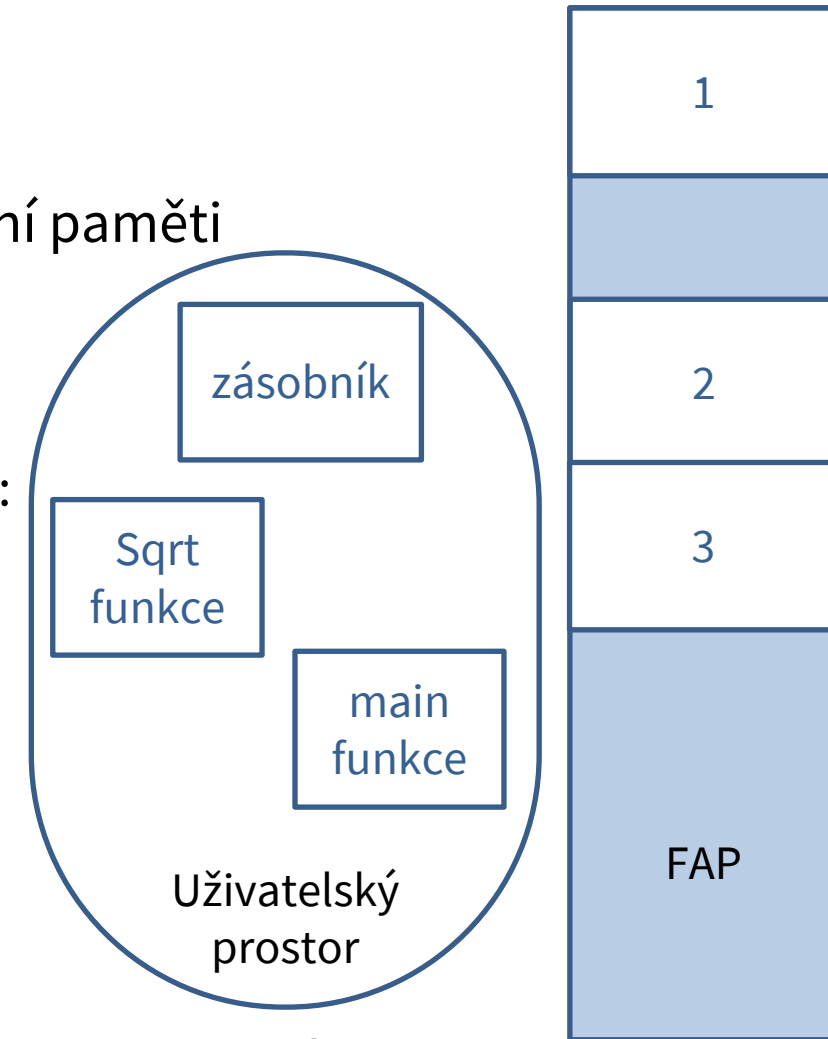 ní paměti
:
zásobník
Sqrt
funkce
main
funkce
Uživatelský
prostor
1
2
3
FAP